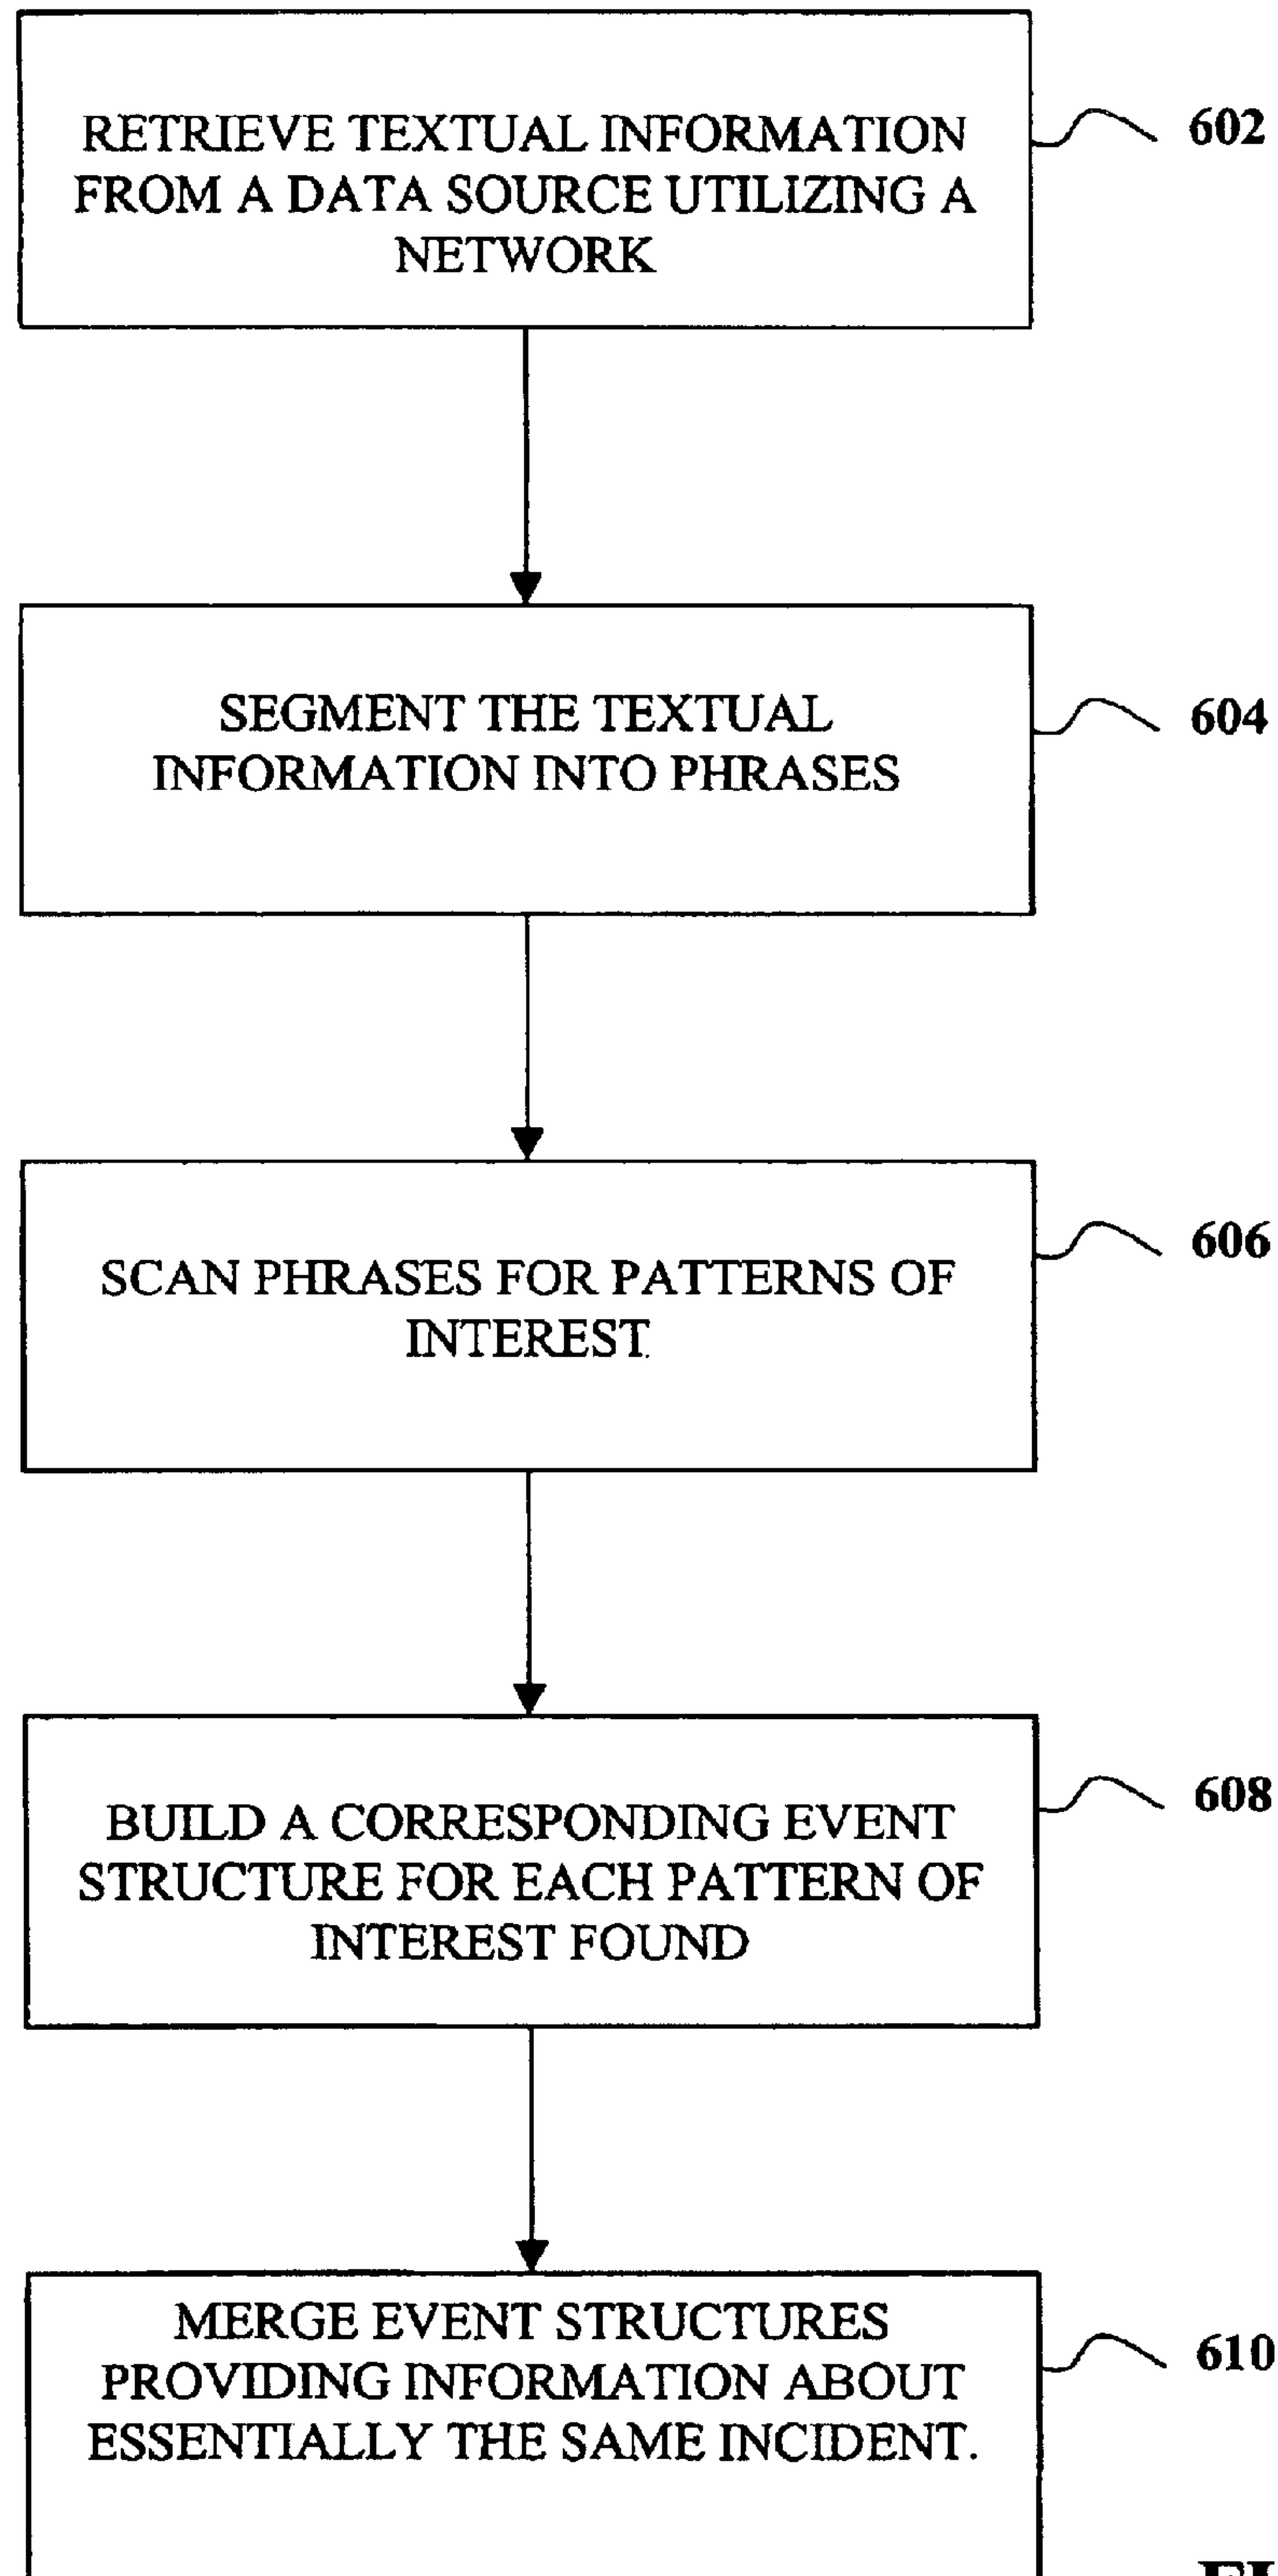 RETRIEVE TEXTUAL INFORMATION
FROM A DATA SOURCE UTILIZING A
NETWORK
602
SEGMENT THE TEXTUAL
INFORMATION INTO PHRASES
604
SCAN PHRASES FOR PATTERNS OF
INTEREST.
606
BUILD A CORRESPONDING EVENT
STRUCTURE FOR EACH PATTERN OF
INTEREST FOUND
608
MERGE EVENT STRUCTURES
PROVIDING INFORMATION ABOUT
ESSENTIALLY THE SAME INCIDENT.
610